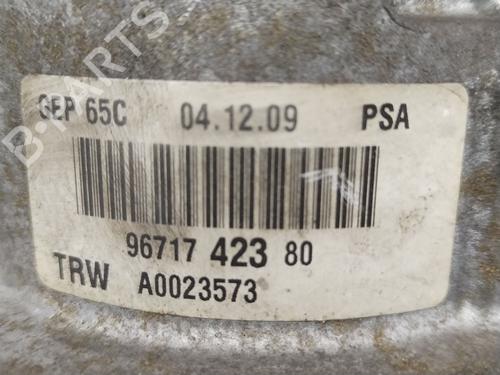 GEP 65C 04.12.09 PSA
96717 423 80
TRW A0023573
B-PARTS